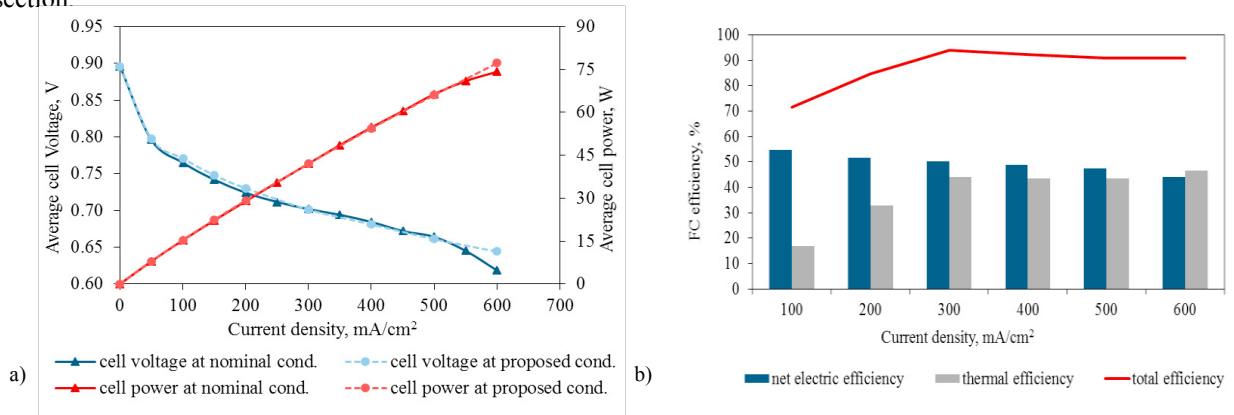 section.
0.95
0.90
0.85
0.80
0.75
0.70
0.65
0.60
Average cell Voltage, V
90
75
60
45
30
15
0
Average cell power, W
0 100 200 300 400 500 600 700
Current density, mA/cm²
cell voltage at nominal cond. cell voltage at proposed cond.
cell power at nominal cond. cell power at proposed cond.
a)
100
90
80
70
60
50
40
30
20
10
0
FC efficiency, %
100 200 300 400 500 600
Current density, mA/cm²
net electric efficiency thermal efficiency total efficiency
b)